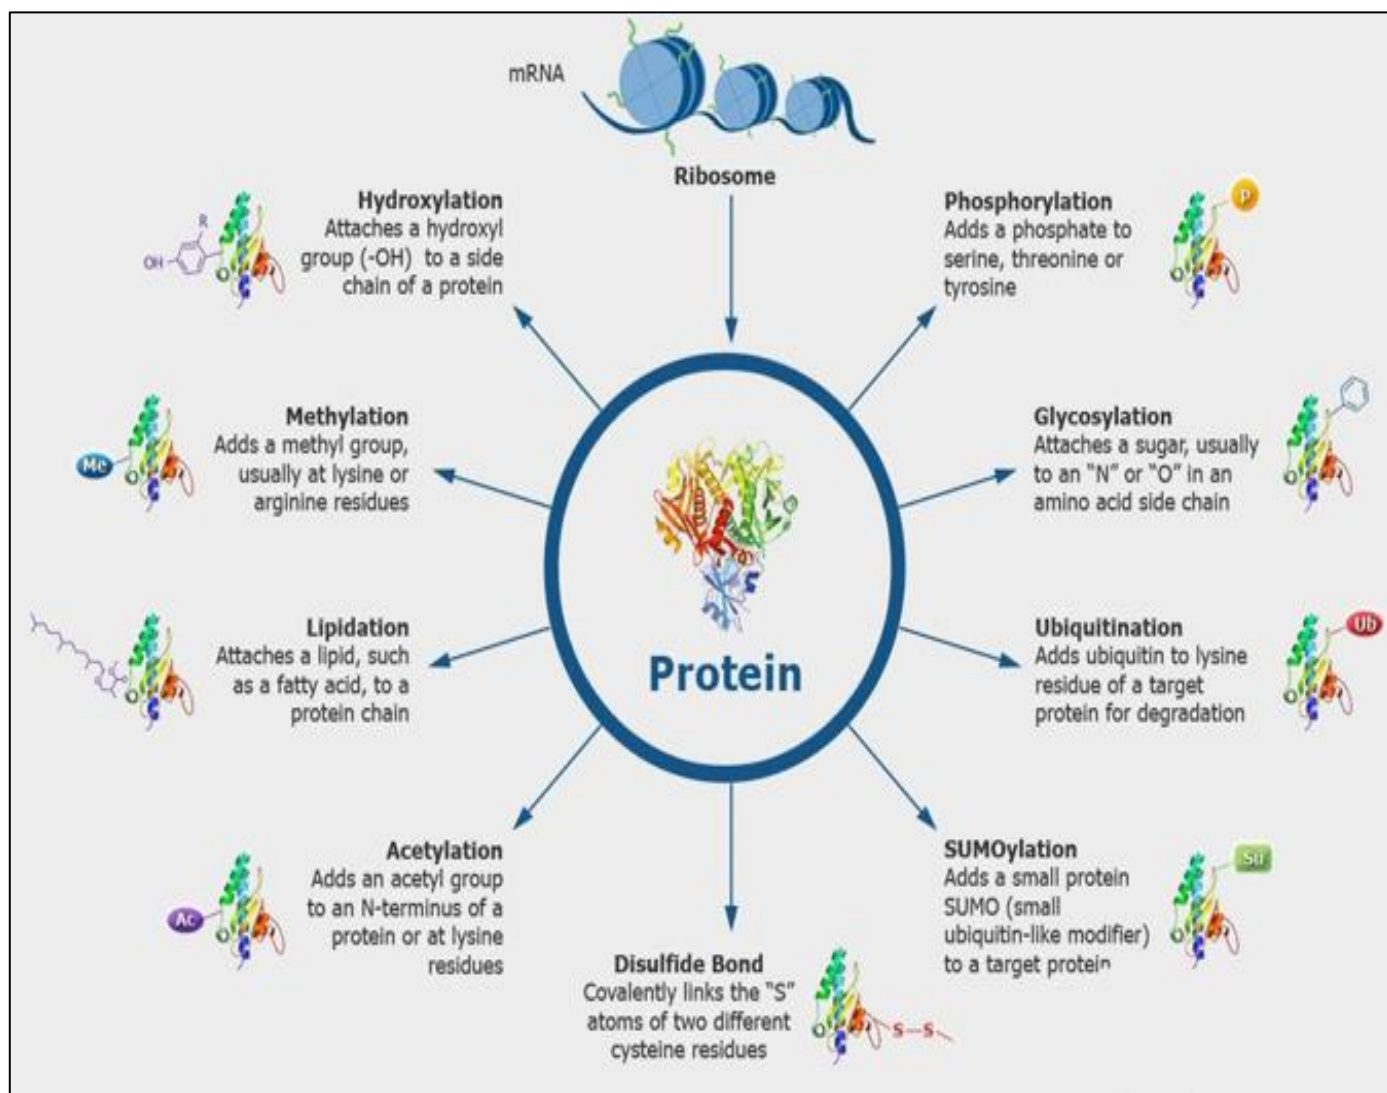 mRNA
Ribosome
Hydroxylation
Attaches a hydroxyl
group (-OH) to a side
chain of a protein
OH
R
Phosphorylation
Adds a phosphate to
serine, threonine or
tyrosine
P
Methylation
Adds a methyl group,
usually at lysine or
arginine residues
Me
Glycosylation
Attaches a sugar, usually
to an “N” or “O” in an
amino acid side chain
Lipidation
Attaches a lipid, such
as a fatty acid, to a
protein chain
Protein
Ubiquitination
Adds ubiquitin to lysine
residue of a target
protein for degradation
Ub
Acetylation
Adds an acetyl group
to an N-terminus of a
protein or at lysine
residues
Ac
Disulfide Bond
Covalently links the “S”
atoms of two different
cysteine residues
S—S
SUMOylation
Adds a small protein
SUMO (small
ubiquitin-like modifier)
to a target protein
Su